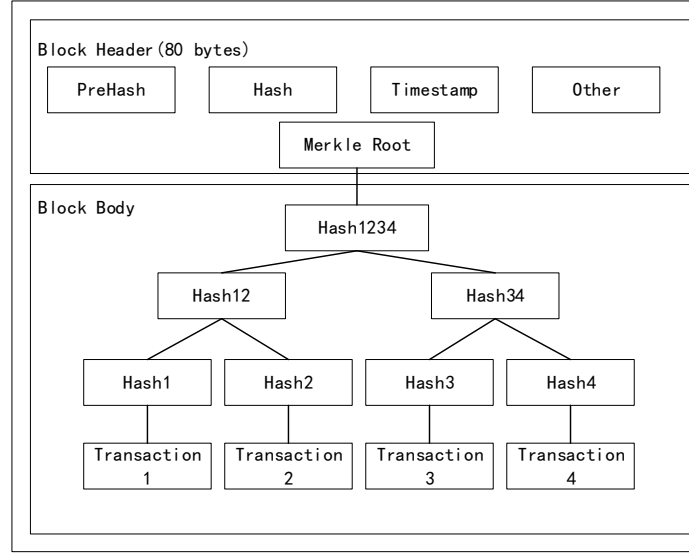 Block Header(80 bytes)
PreHash
Hash
Timestamp
Other
Merkle Root
Block Body
Hash1234
Hash12
Hash34
Hash1
Hash2
Hash3
Hash4
Transaction
1
Transaction
2
Transaction
3
Transaction
4